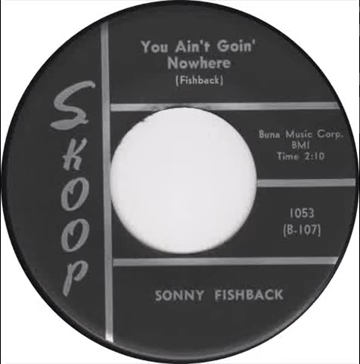 You Ain't Goin'
Nowhere
(Fishback)
SKOOP
Buna Music Corp.
BMI
Time 2:10
1053
(B-107)
SONNY FISHBACK